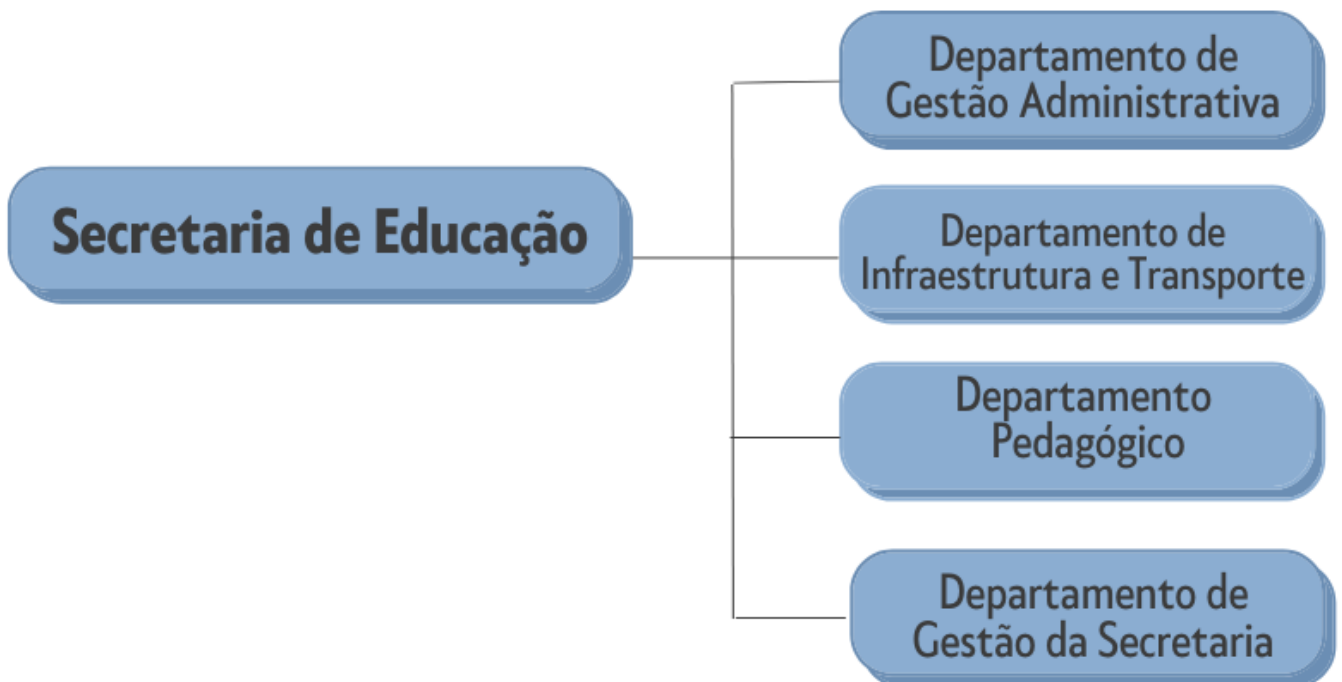 Secretaria de Educação
Departamento de
Gestão Administrativa
Departamento de
Infraestrutura e Transporte
Departamento
Pedagógico
Departamento de
Gestão da Secretaria